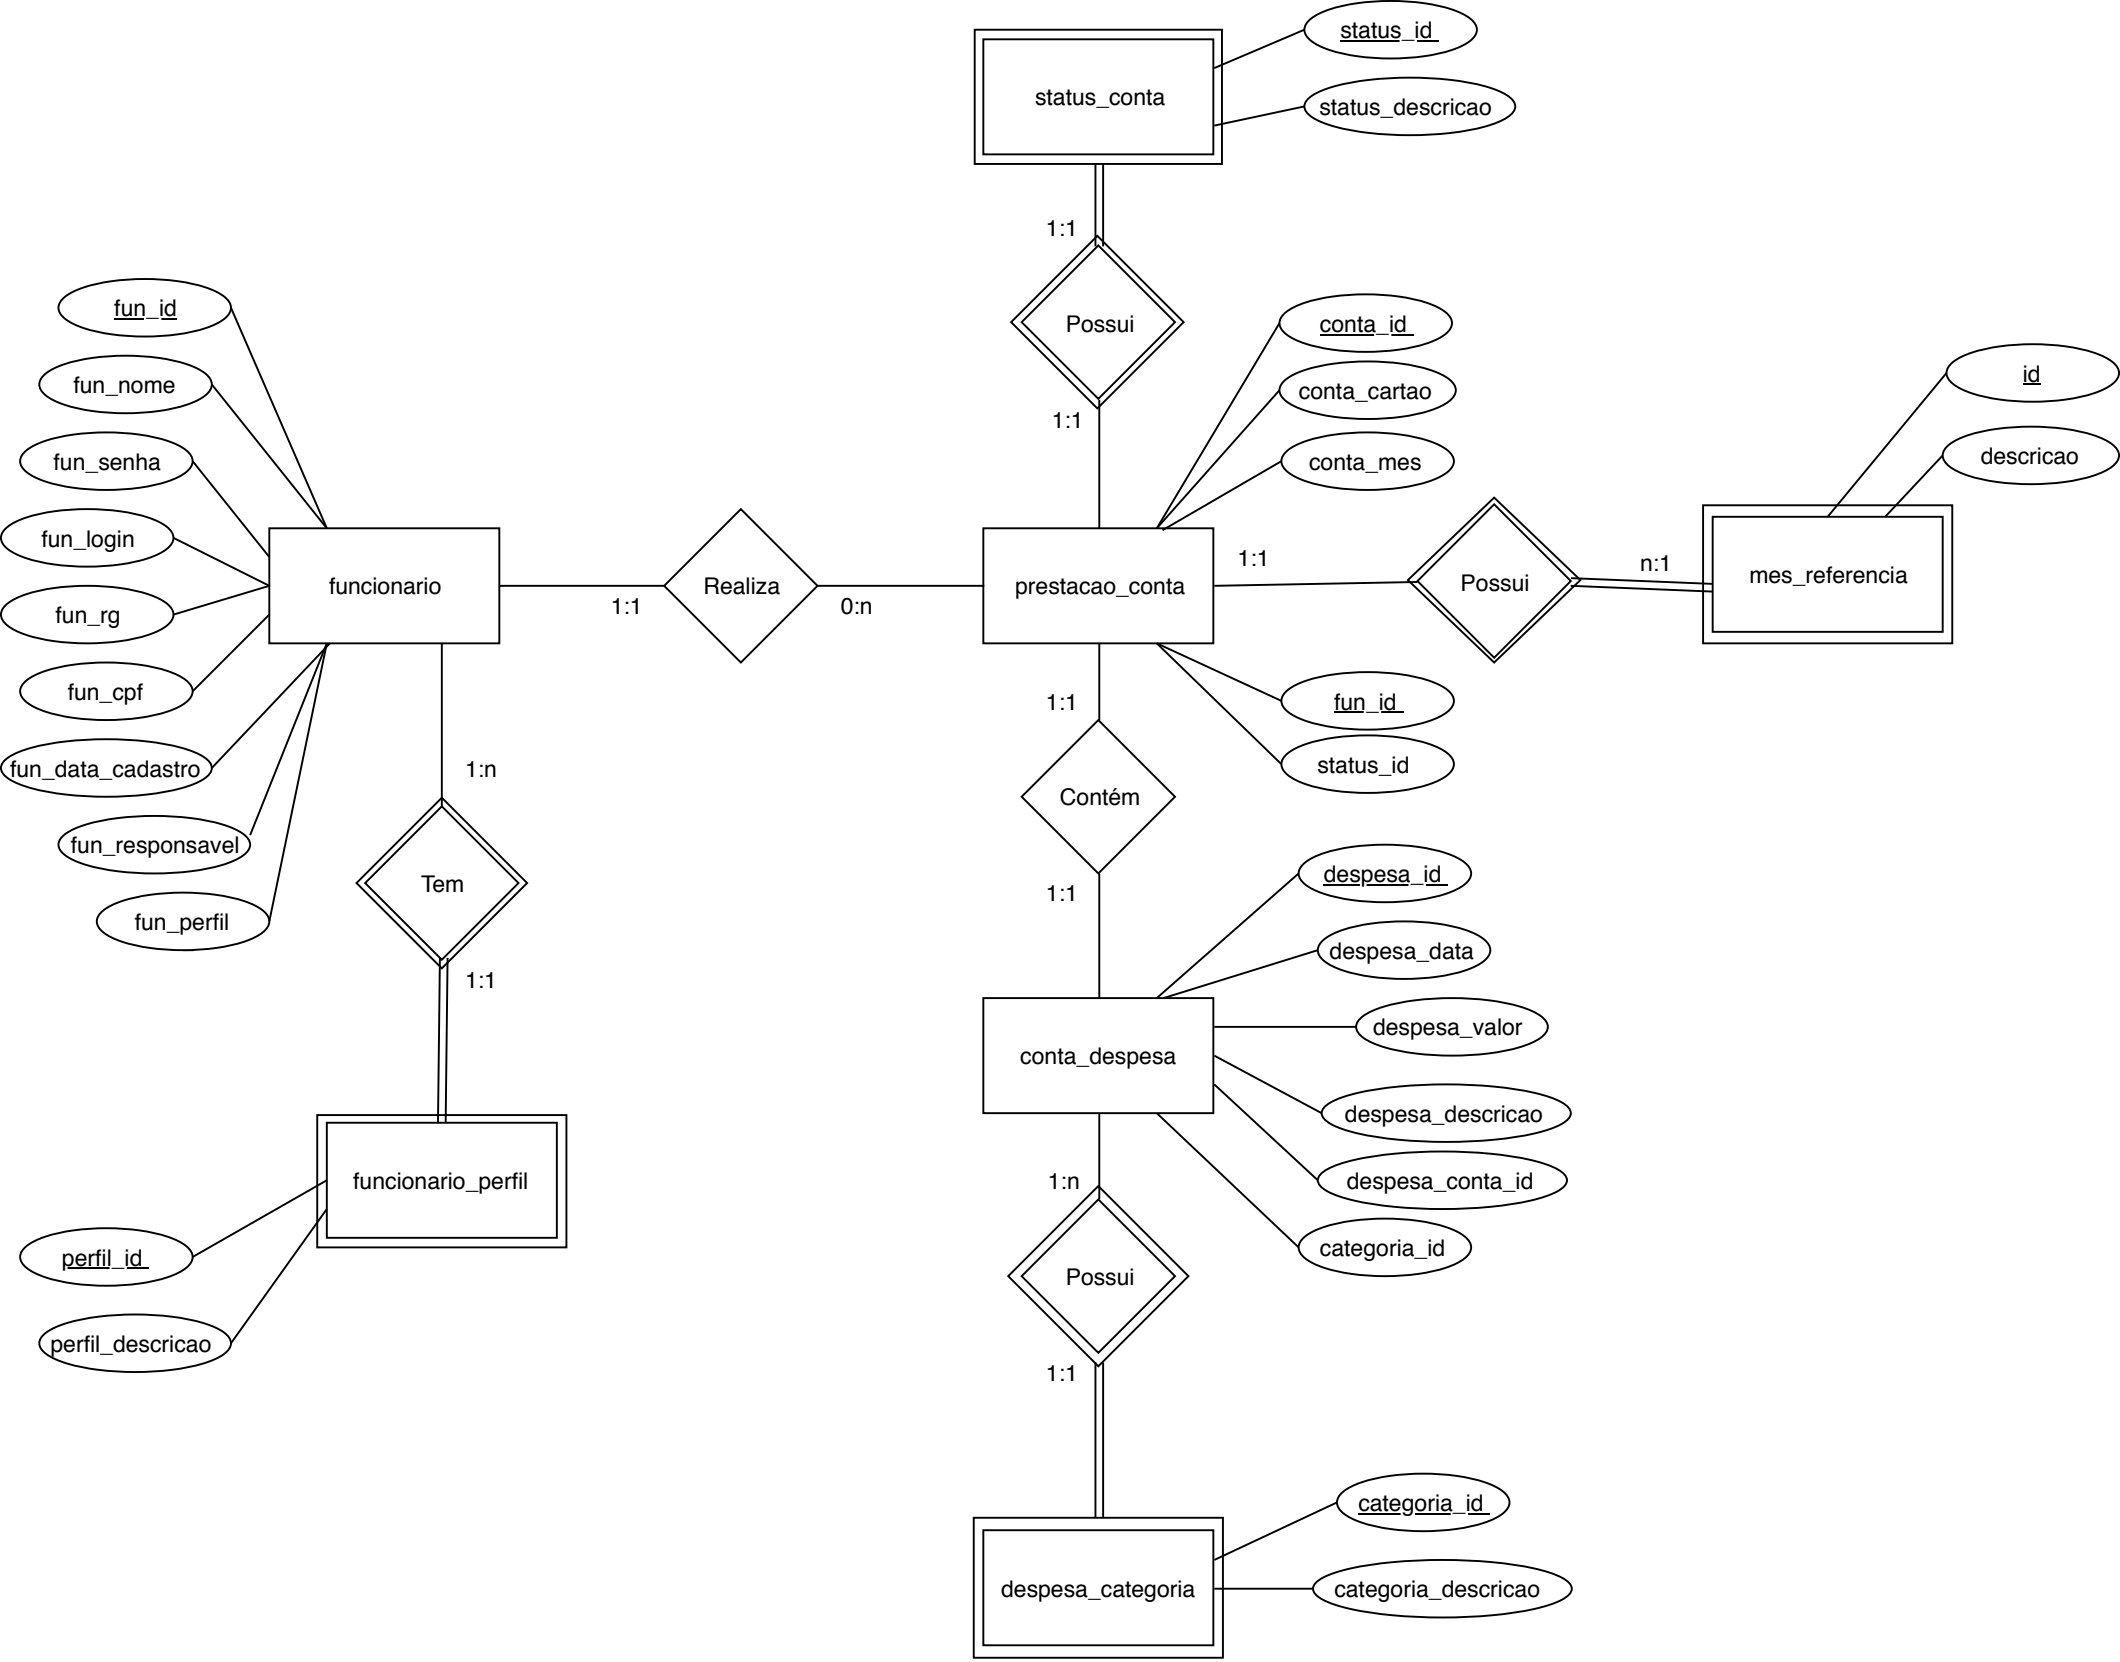 status_id
status_descricao
status_conta
1:1
Possui
1:1
fun_id
fun_nome
fun_senha
fun_login
fun_rg
fun_cpf
fun_data_cadastro
fun_responsavel
fun_perfil
funcionario
1:1
Realiza
0:n
prestacao_conta
conta_id
conta_cartao
conta_mes
1:1
Possui
n:1
mes_referencia
id
descricao
fun_id
status_id
1:n
Tem
1:1
funcionario_perfil
perfil_id
perfil_descricao
1:1
Contém
1:1
conta_despesa
despesa_id
despesa_data
despesa_valor
despesa_descricao
despesa_conta_id
categoria_id
1:n
Possui
1:1
despesa_categoria
categoria_id
categoria_descricao